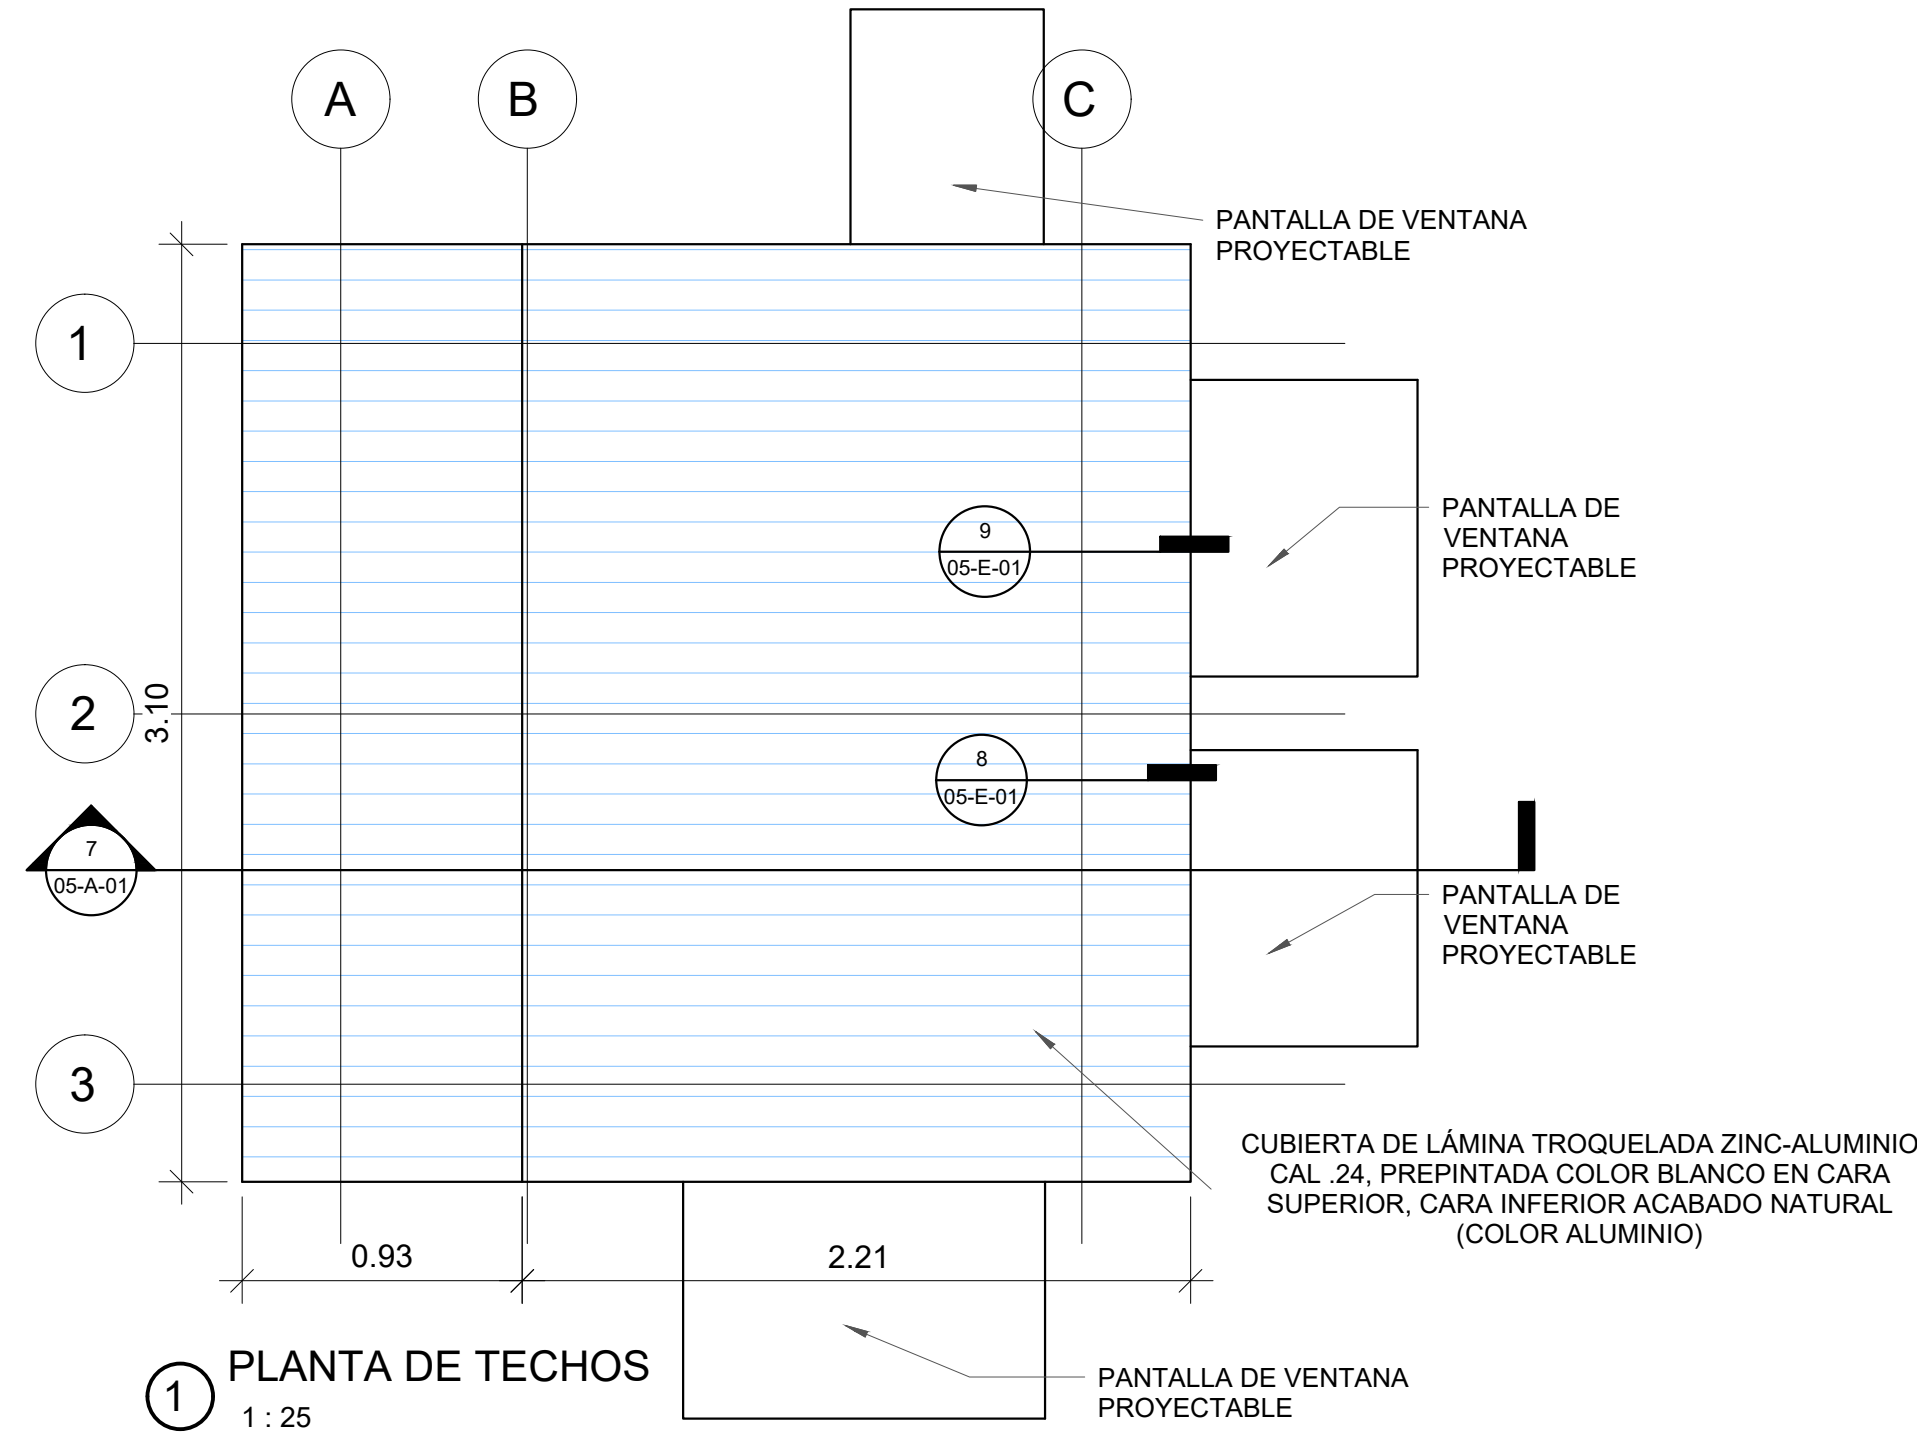 A
B
C
PANTALLA DE VENTANA
PROYECTABLE
1
9
05-E-01
PANTALLA DE
VENTANA
PROYECTABLE
2
3.10
8
05-E-01
7
05-A-01
PANTALLA DE
VENTANA
PROYECTABLE
3
CUBIERTA DE LÁMINA TROQUELADA ZINC-ALUMINIO
CAL .24, PREPINTADA COLOR BLANCO EN CARA
SUPERIOR, CARA INFERIOR ACABADO NATURAL
(COLOR ALUMINIO)
0.93
2.21
1
PLANTA DE TECHOS
1 : 25
PANTALLA DE VENTANA
PROYECTABLE